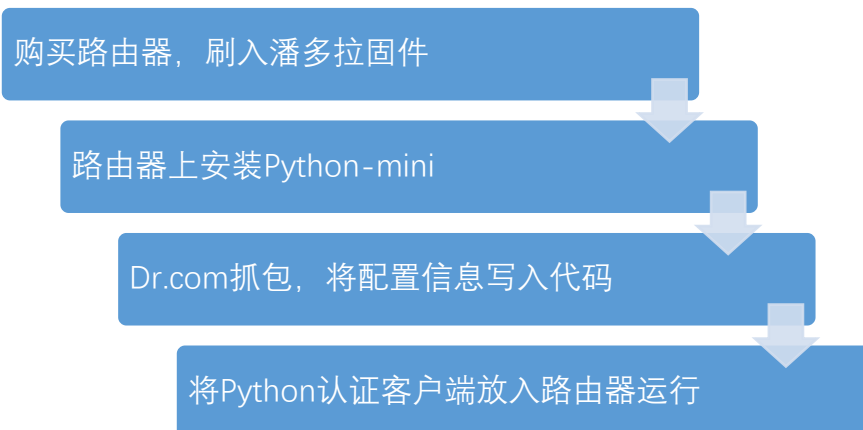 购买路由器，刷入潘多拉固件
路由器上安装Python-mini
Dr.com抓包，将配置信息写入代码
将Python认证客户端放入路由器运行